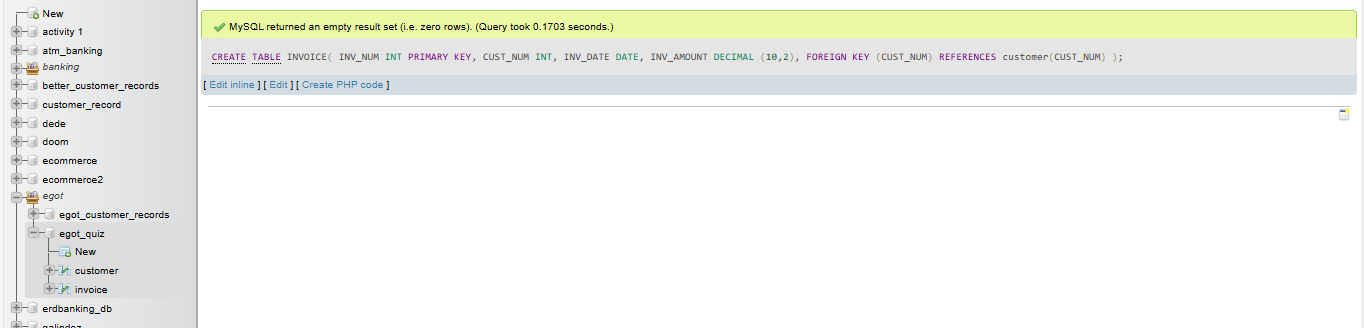 New
activity 1
atm_banking
banking
better_customer_records
customer_record
dede
doom
ecommerce
ecommerce2
egot
egot_customer_records
egot_quiz
New
customer
invoice
erdbanking_db
MySQL returned an empty result set (i.e. zero rows). (Query took 0.1703 seconds.)
CREATE TABLE INVOICE( INV_NUM INT PRIMARY KEY, CUST_NUM INT, INV_DATE DATE, INV_AMOUNT DECIMAL (10,2), FOREIGN KEY (CUST_NUM) REFERENCES customer(CUST_NUM) );
[ Edit inline ] [ Edit ] [ Create PHP code ]